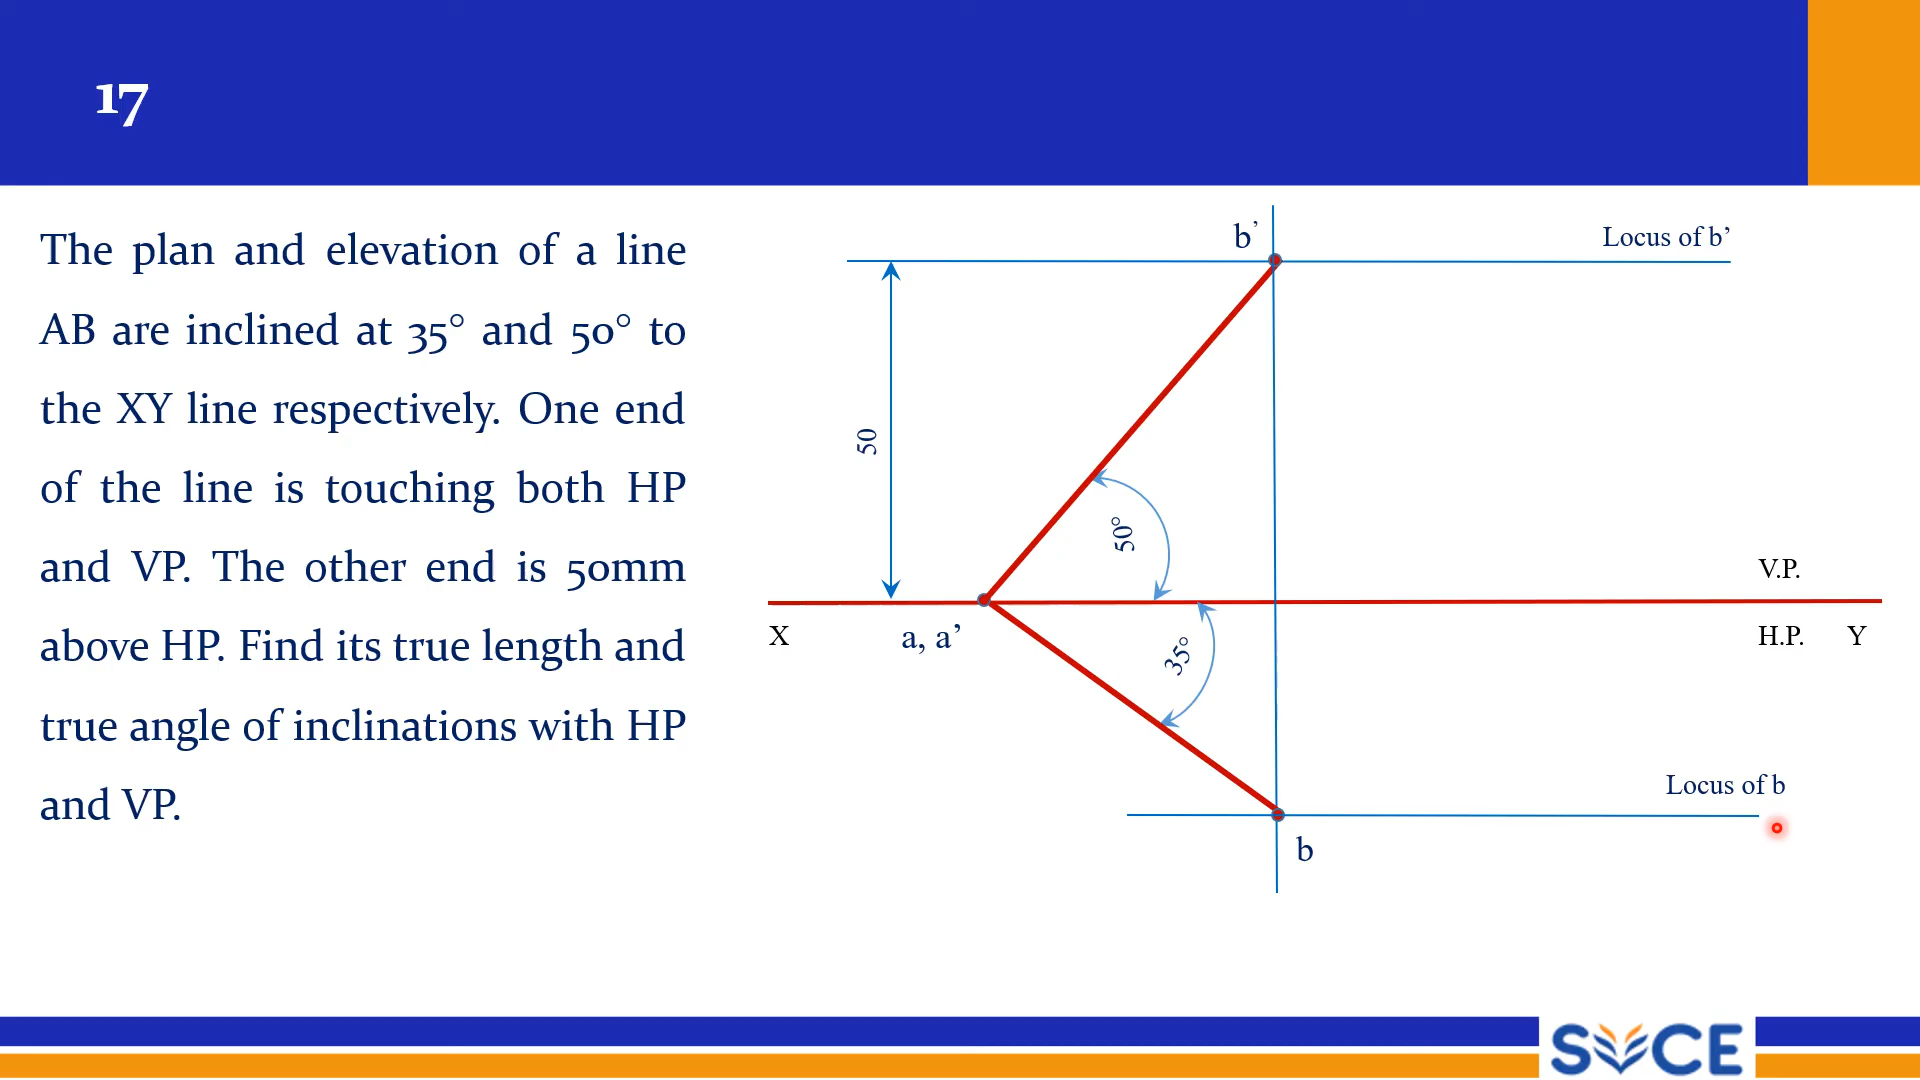 17
The plan and elevation of a line
AB are inclined at 35° and 50° to
the XY line respectively. One end
of the line is touching both HP
and VP. The other end is 50mm
above HP. Find its true length and
true angle of inclinations with HP
and VP.
b’
Locus of b’
50
50°
V.P.
X
a, a’
35°
H.P.
Y
Locus of b
b
SVCE